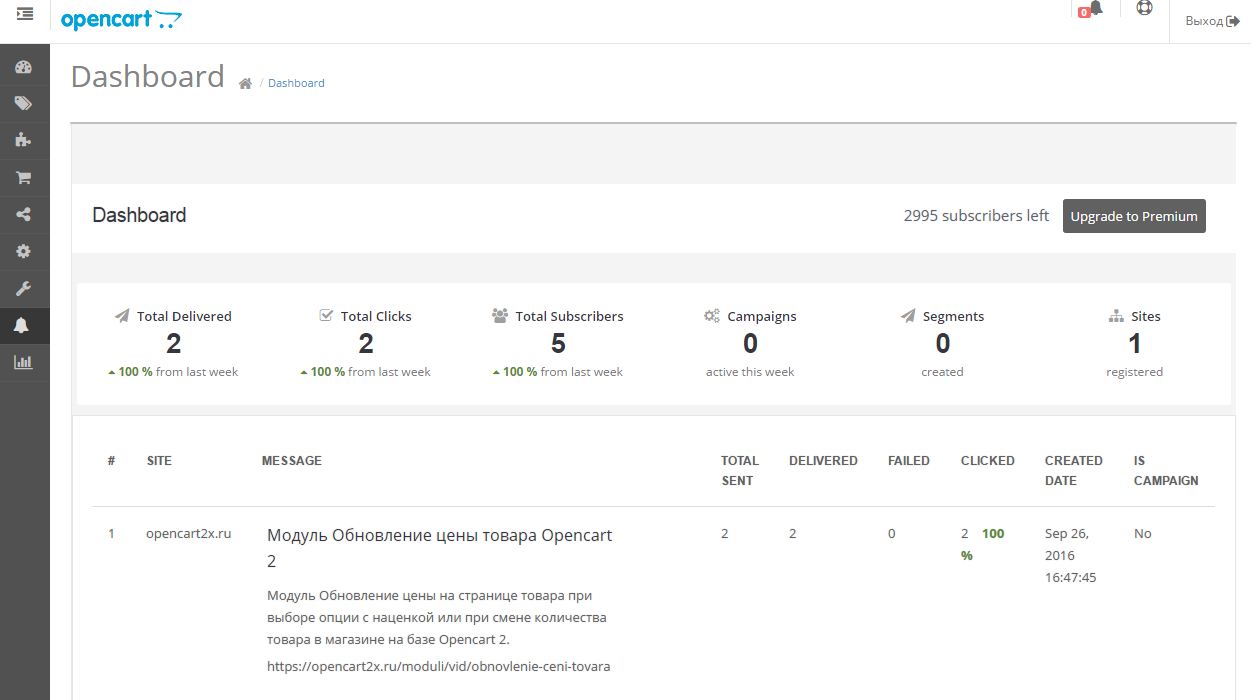 opencart
0
Выход
Dashboard / Dashboard
Dashboard
2995 subscribers left
Upgrade to Premium
Total Delivered
2
100 % from last week
Total Clicks
2
100 % from last week
Total Subscribers
5
100 % from last week
Campaigns
0
active this week
Segments
0
created
Sites
1
registered
# SITE MESSAGE TOTAL SENT DELIVERED FAILED CLICKED CREATED DATE IS CAMPAIGN
1 opencart2x.ru
Модуль Обновление цены товара Opencart
2
Модуль Обновление цены на странице товара при
выборе опции с наценкой или при смене количества
товара в магазине на базе Opencart 2.
https://opencart2x.ru/moduli/vid/obnovlenie-ceni-tovara
2
2
0
2 100
%
Sep 26,
2016
16:47:45
No